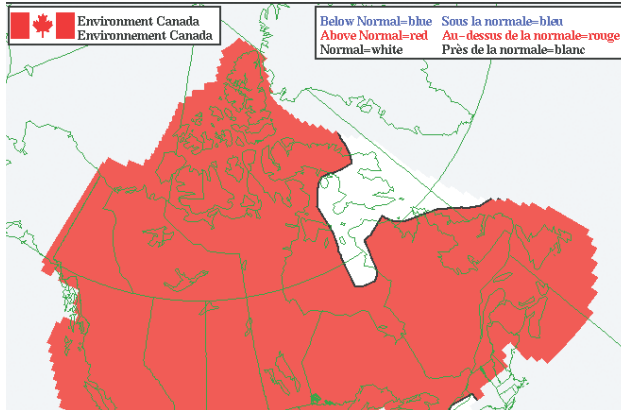 Environment Canada
Environnement Canada
Below Normal=blue Sous la normale=bleu
Above Normal=red Au-dessus de la normale=rouge
Normal=white Près de la normale=blanc